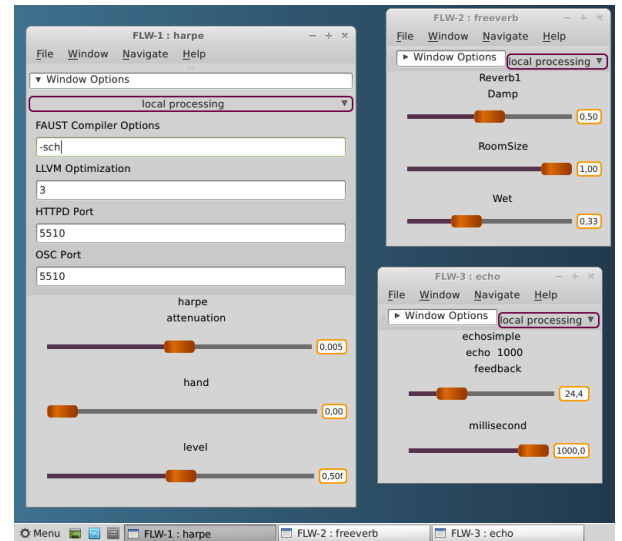 FLW-1 : harpe
File Window Navigate Help
▾ Window Options
local processing ▼
FAUST Compiler Options
-sch
LLVM Optimization
3
HTTPD Port
5510
OSC Port
5510
harpe
attenuation
0,005
hand
0,00
level
0,50f
FLW-2 : freeverb
File Window Navigate Help
▸ Window Options local processing ▼
Reverb1
Damp
0,50
RoomSize
1,00
Wet
0,33
FLW-3 : echo
File Window Navigate Help
▸ Window Options local processing ▼
echosimple
echo 1000
feedback
24,4
millisecond
1000,0
Menu FLW-1 : harpe FLW-2 : freeverb FLW-3 : echo